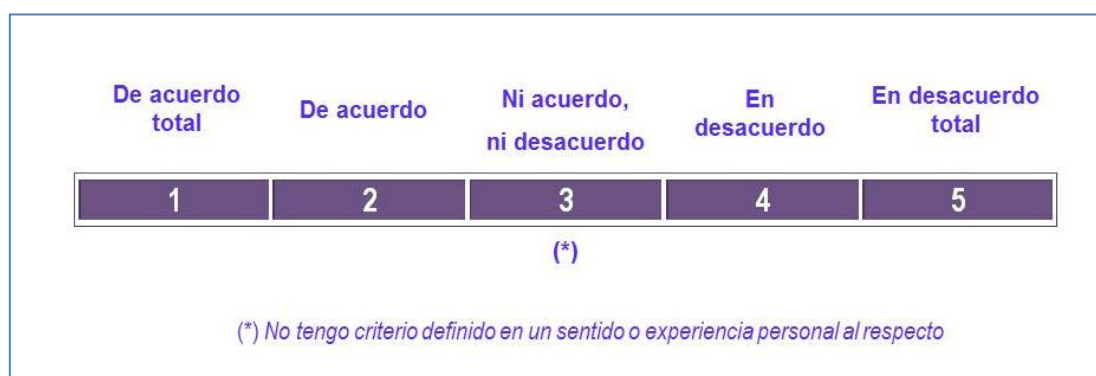 De acuerdo
total
De acuerdo
Ni acuerdo,
ni desacuerdo
En
desacuerdo
En desacuerdo
total
1 2 3 4 5
(*)
(*) No tengo criterio definido en un sentido o experiencia personal al respecto